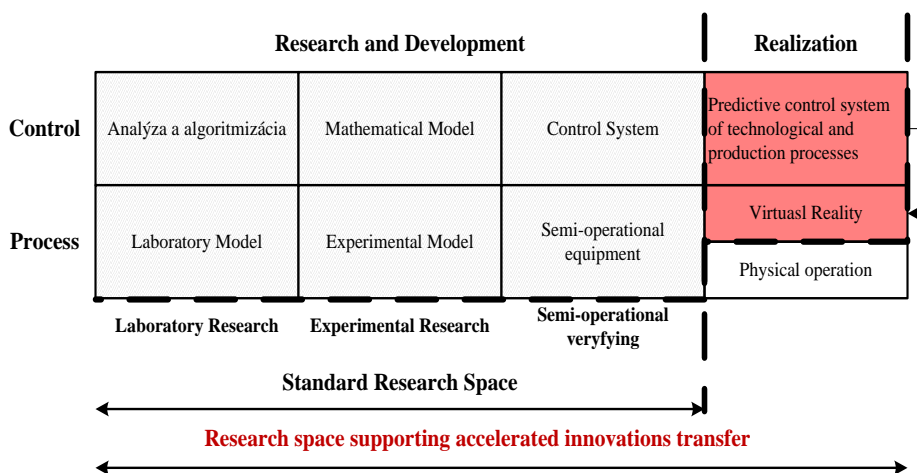 Research and Development
Realization
Control
Analýza a algoritmizácia
Mathematical Model
Control System
Predictive control system
of technological and
production processes
Process
Laboratory Model
Experimental Model
Semi-operational
equipment
Virtuasl Reality
Physical operation
Laboratory Research
Experimental Research
Semi-operational
veryfying
Standard Research Space
Research space supporting accelerated innovations transfer